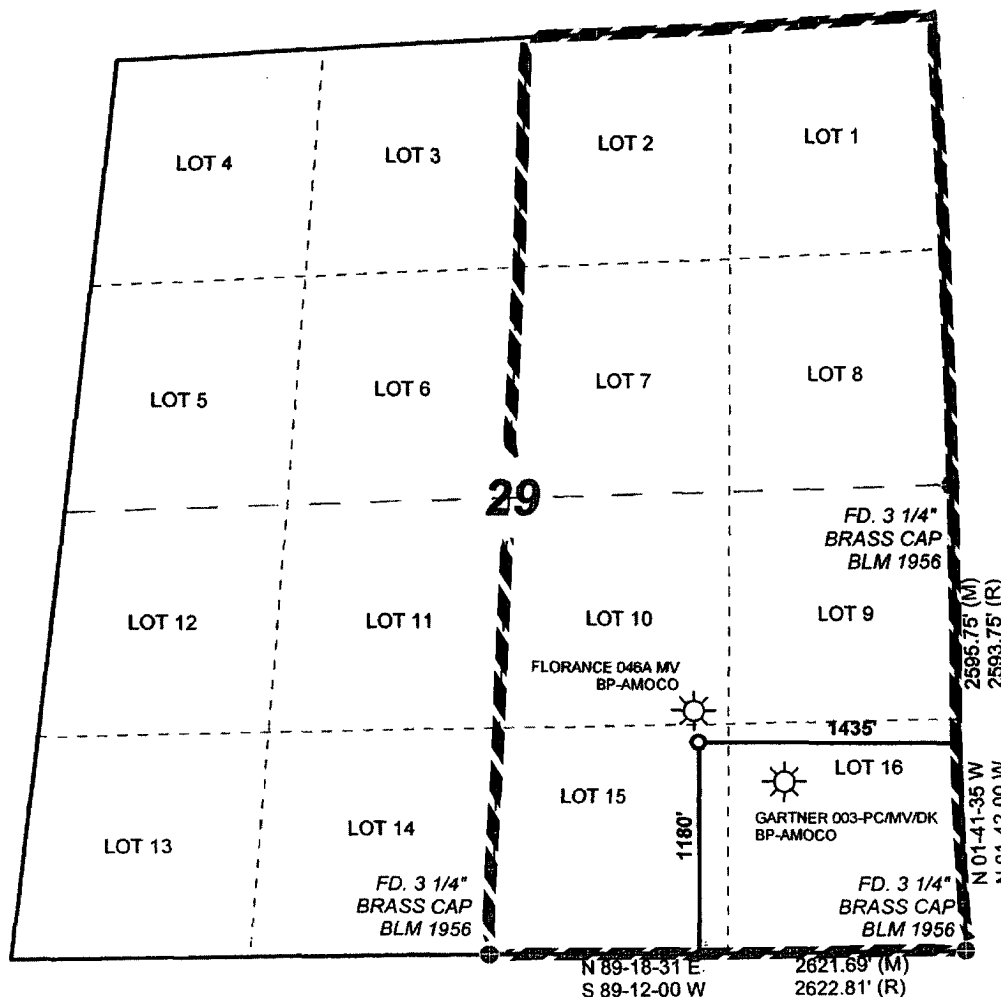 LOT 4
LOT 3
LOT 2
LOT 1
LOT 5
LOT 6
LOT 7
LOT 8
29
FD. 3 1/4"
BRASS CAP
BLM 1956
LOT 12
LOT 11
LOT 10
LOT 9
2595.75' (M)
2593.75' (R)
FLORANCE 046A MV
BP-AMOCO
1435'
LOT 16
LOT 15
1180'
GARTNER 003-PC/MV/DK
BP-AMOCO
N 01-41-35 W
N 01-42-00 W
LOT 13
LOT 14
FD. 3 1/4"
BRASS CAP
BLM 1956
FD. 3 1/4"
BRASS CAP
BLM 1956
N 89-18-31 E
2621.69' (M)
S 89-12-00 W
2622.81' (R)